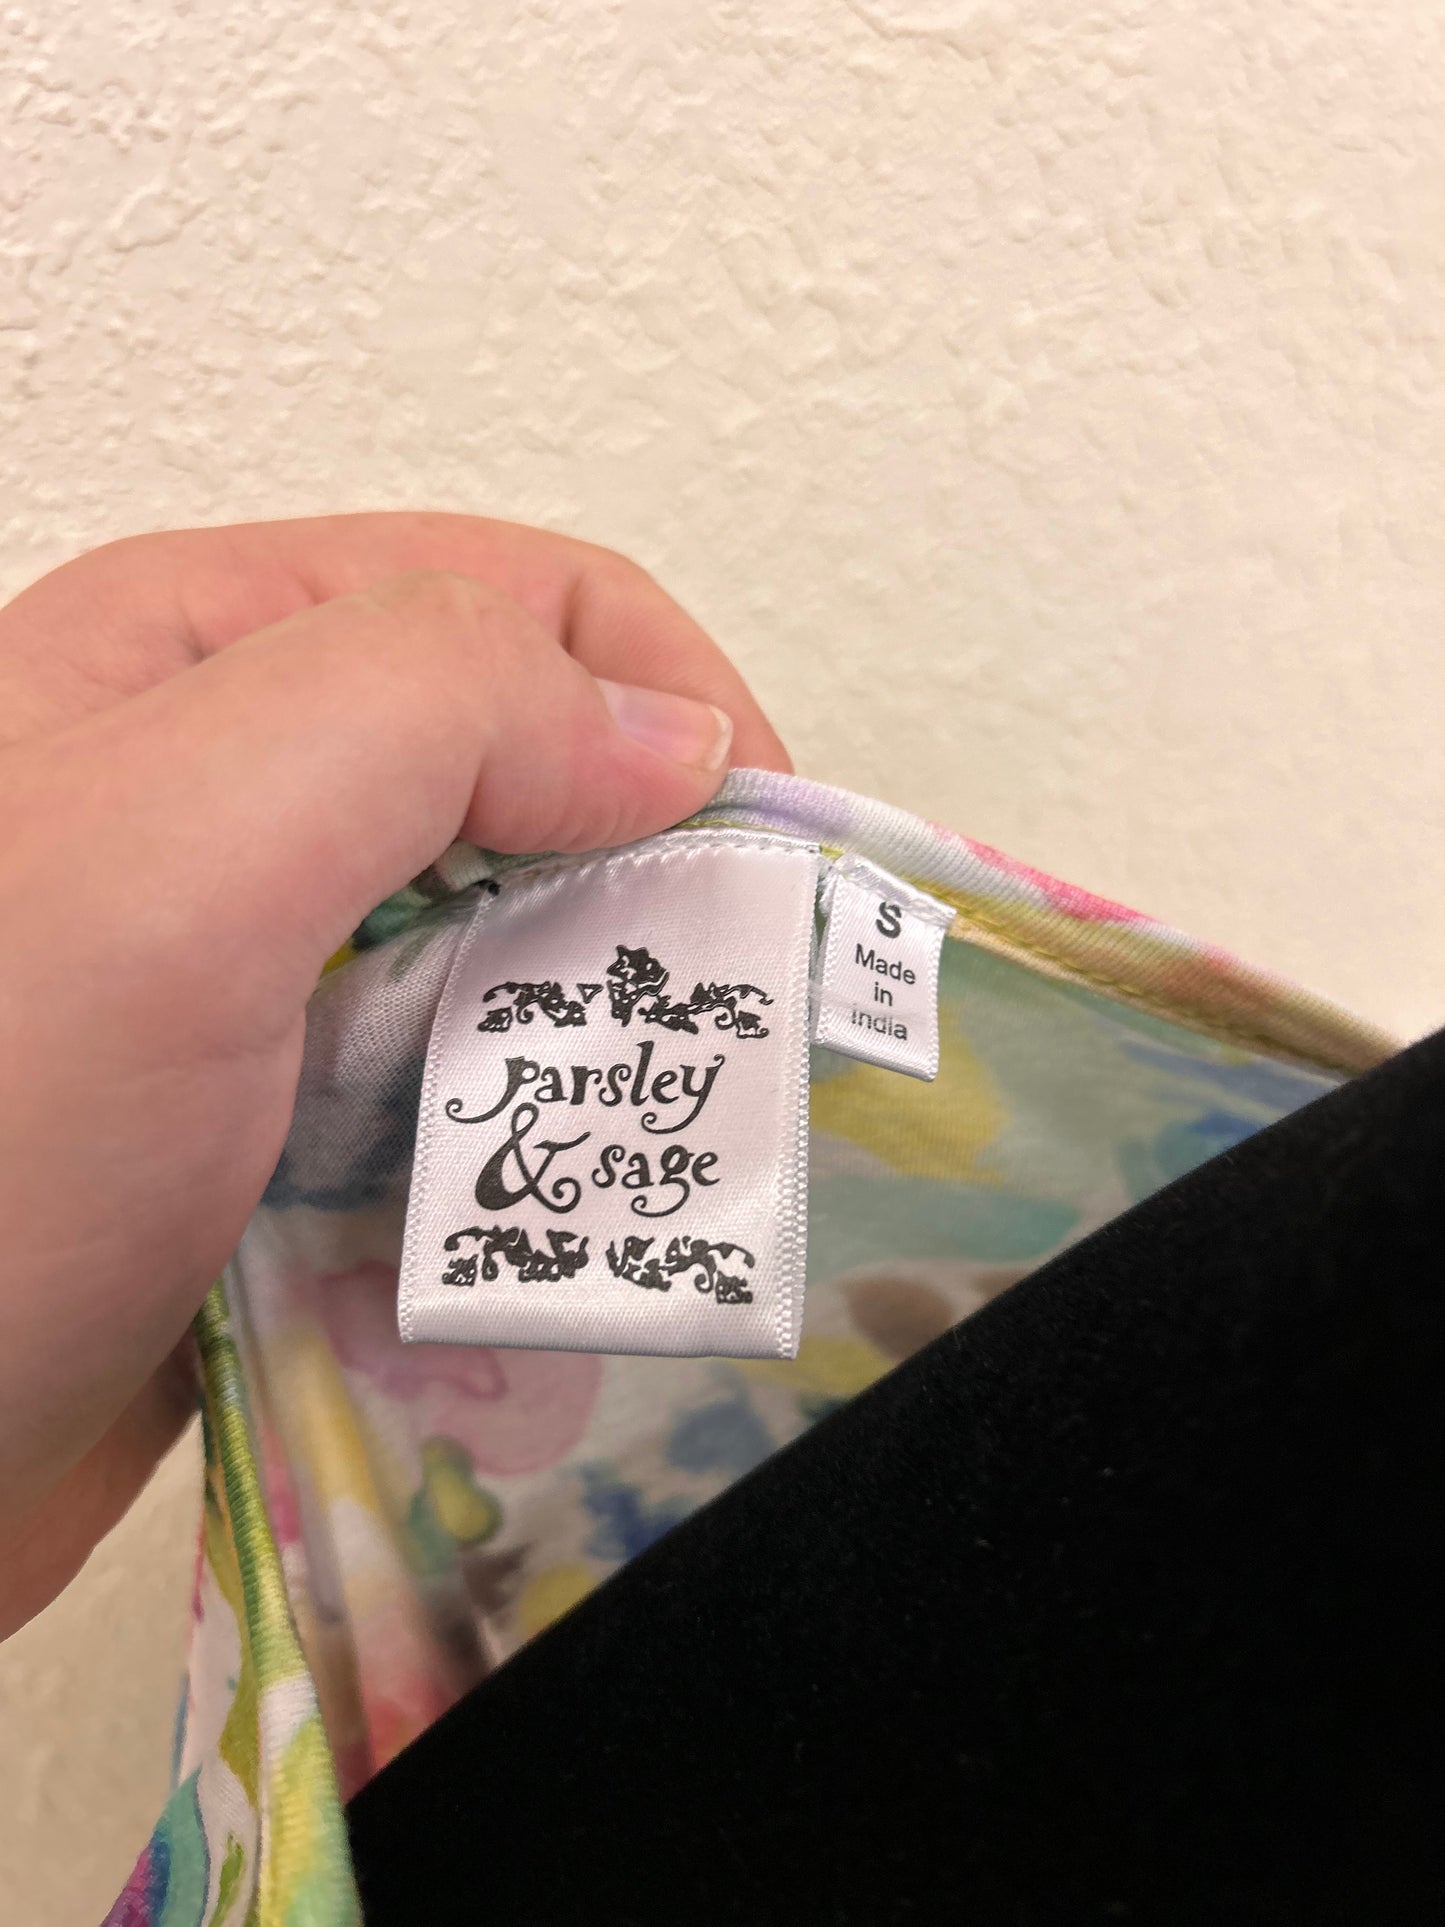 parsley
& sage
S
Made
in
India